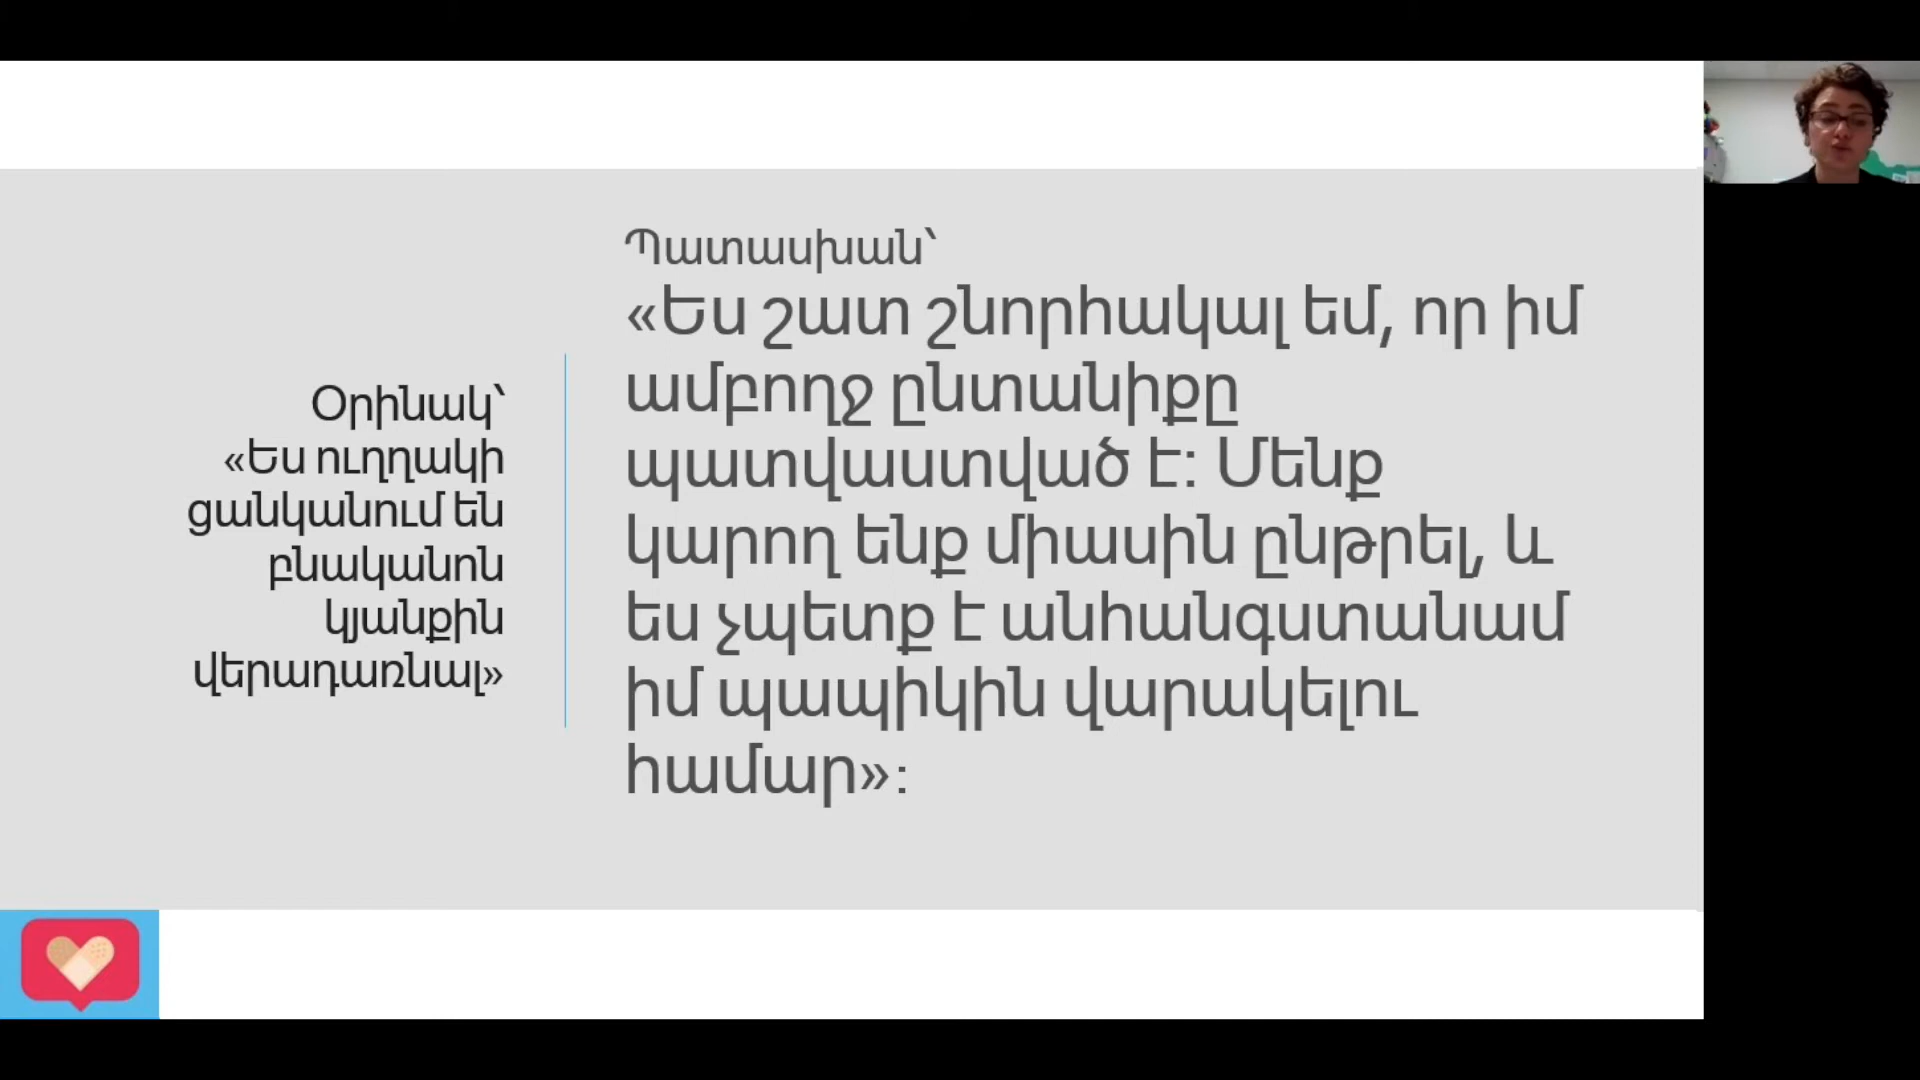 Օրինակ՝
«Ես ուղղակի
ցանկանում են
բնականոն
կյանքին
վերադառնալ»
Պատասխան՝
«Ես շատ շնորհակալ եմ, որ իմ
ամբողջ ընտանիքը
պատվաստված է: Մենք
կարող ենք միասին ընթրել, և
ես չպետք է անհանգստանամ
իմ պապիկին վարակելու
համար»: